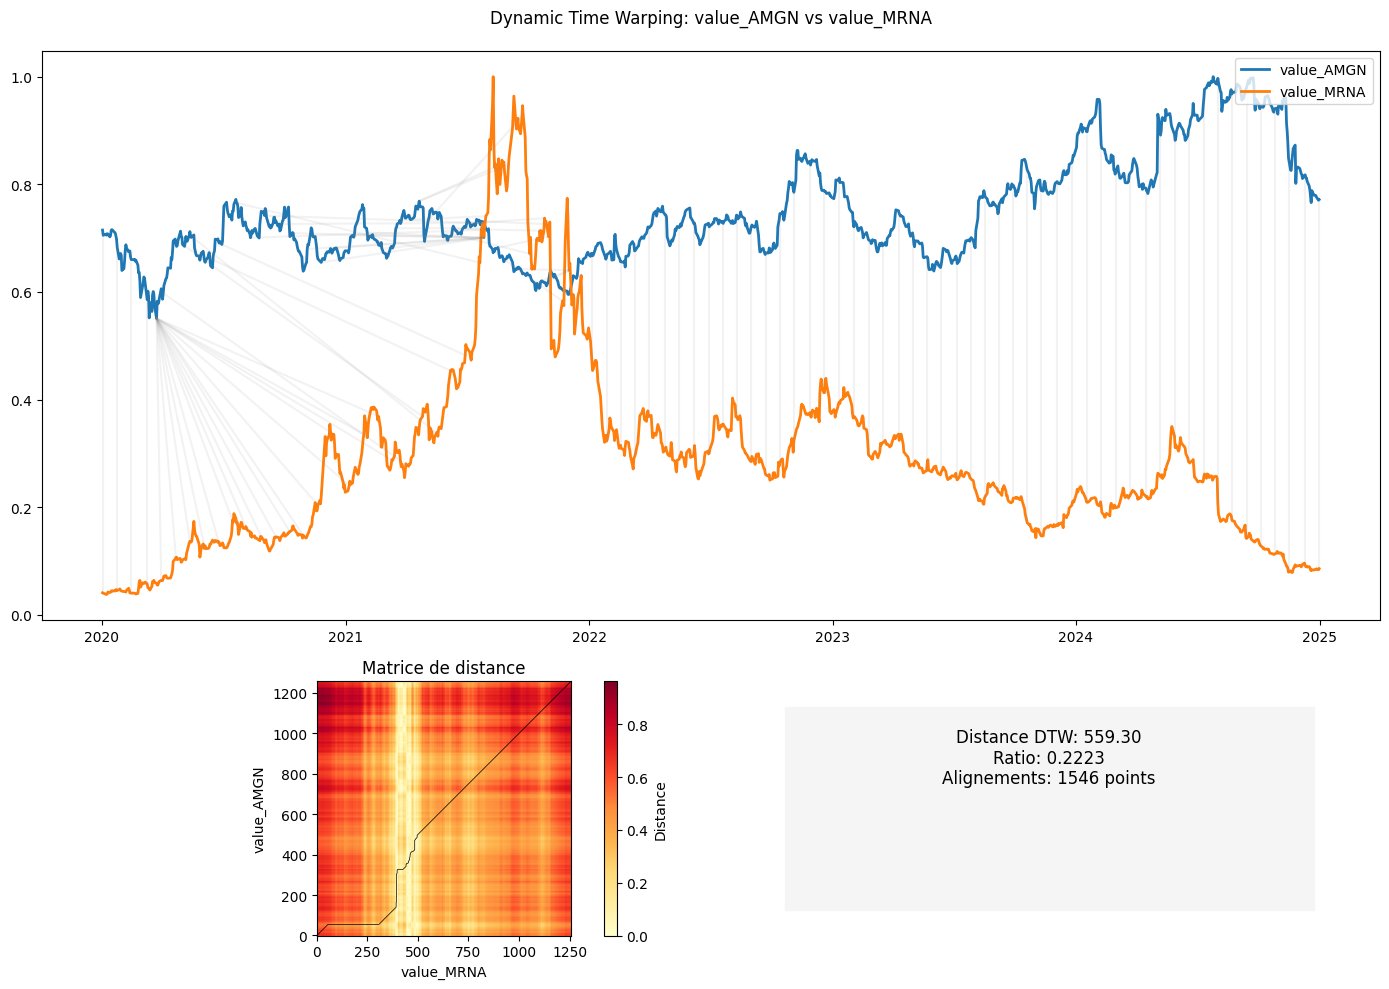 Dynamic Time Warping: value_AMGN vs value_MRNA
value_AMGN
value_MRNA
1.0
0.8
0.6
0.4
0.2
0.0
2020 2021 2022 2023 2024 2025
Matrice de distance
1200
1000
800
600
400
200
0
value_AMGN
0 250 500 750 1000 1250
value_MRNA
0.8
0.6
0.4
0.2
0.0
Distance
Distance DTW: 559.30
Ratio: 0.2223
Alignements: 1546 points